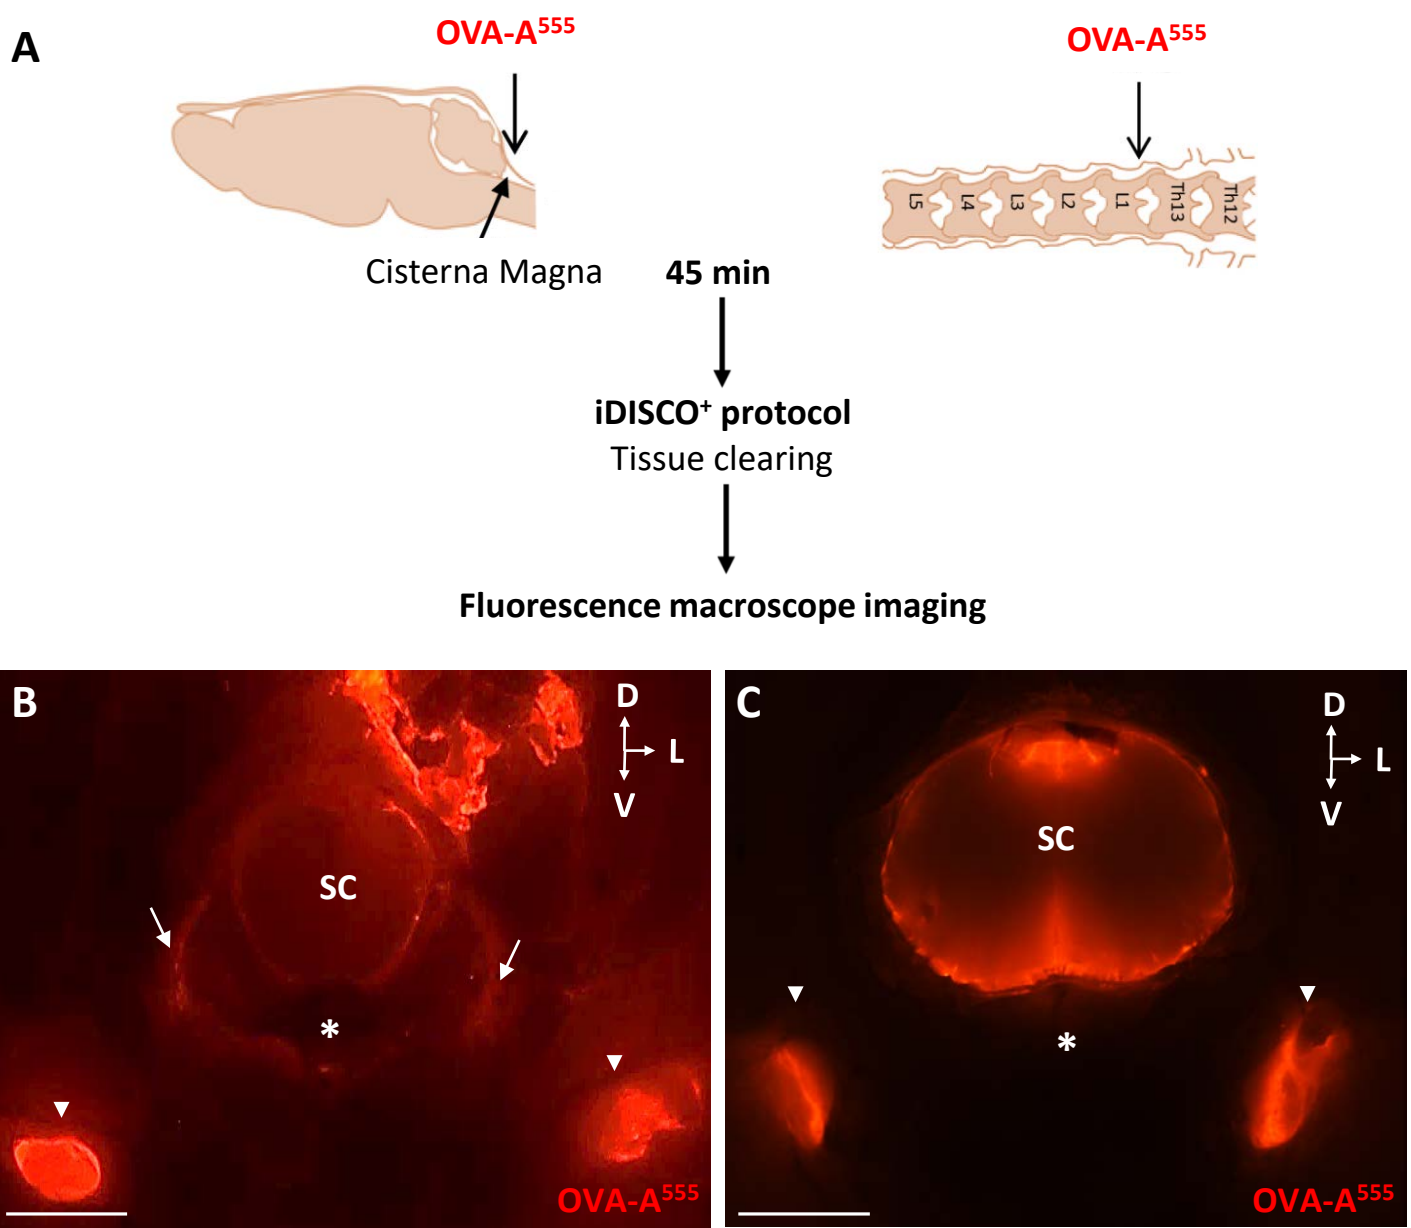 A
OVA-A⁵⁵⁵
OVA-A⁵⁵⁵
L5 L4 L3 L2 L1 Th13 Th12
Cisterna Magna
45 min
iDISCO⁺ protocol
Tissue clearing
Fluorescence macroscope imaging
B
D
L
V
SC
*
OVA-A⁵⁵⁵
C
D
L
V
SC
*
OVA-A⁵⁵⁵